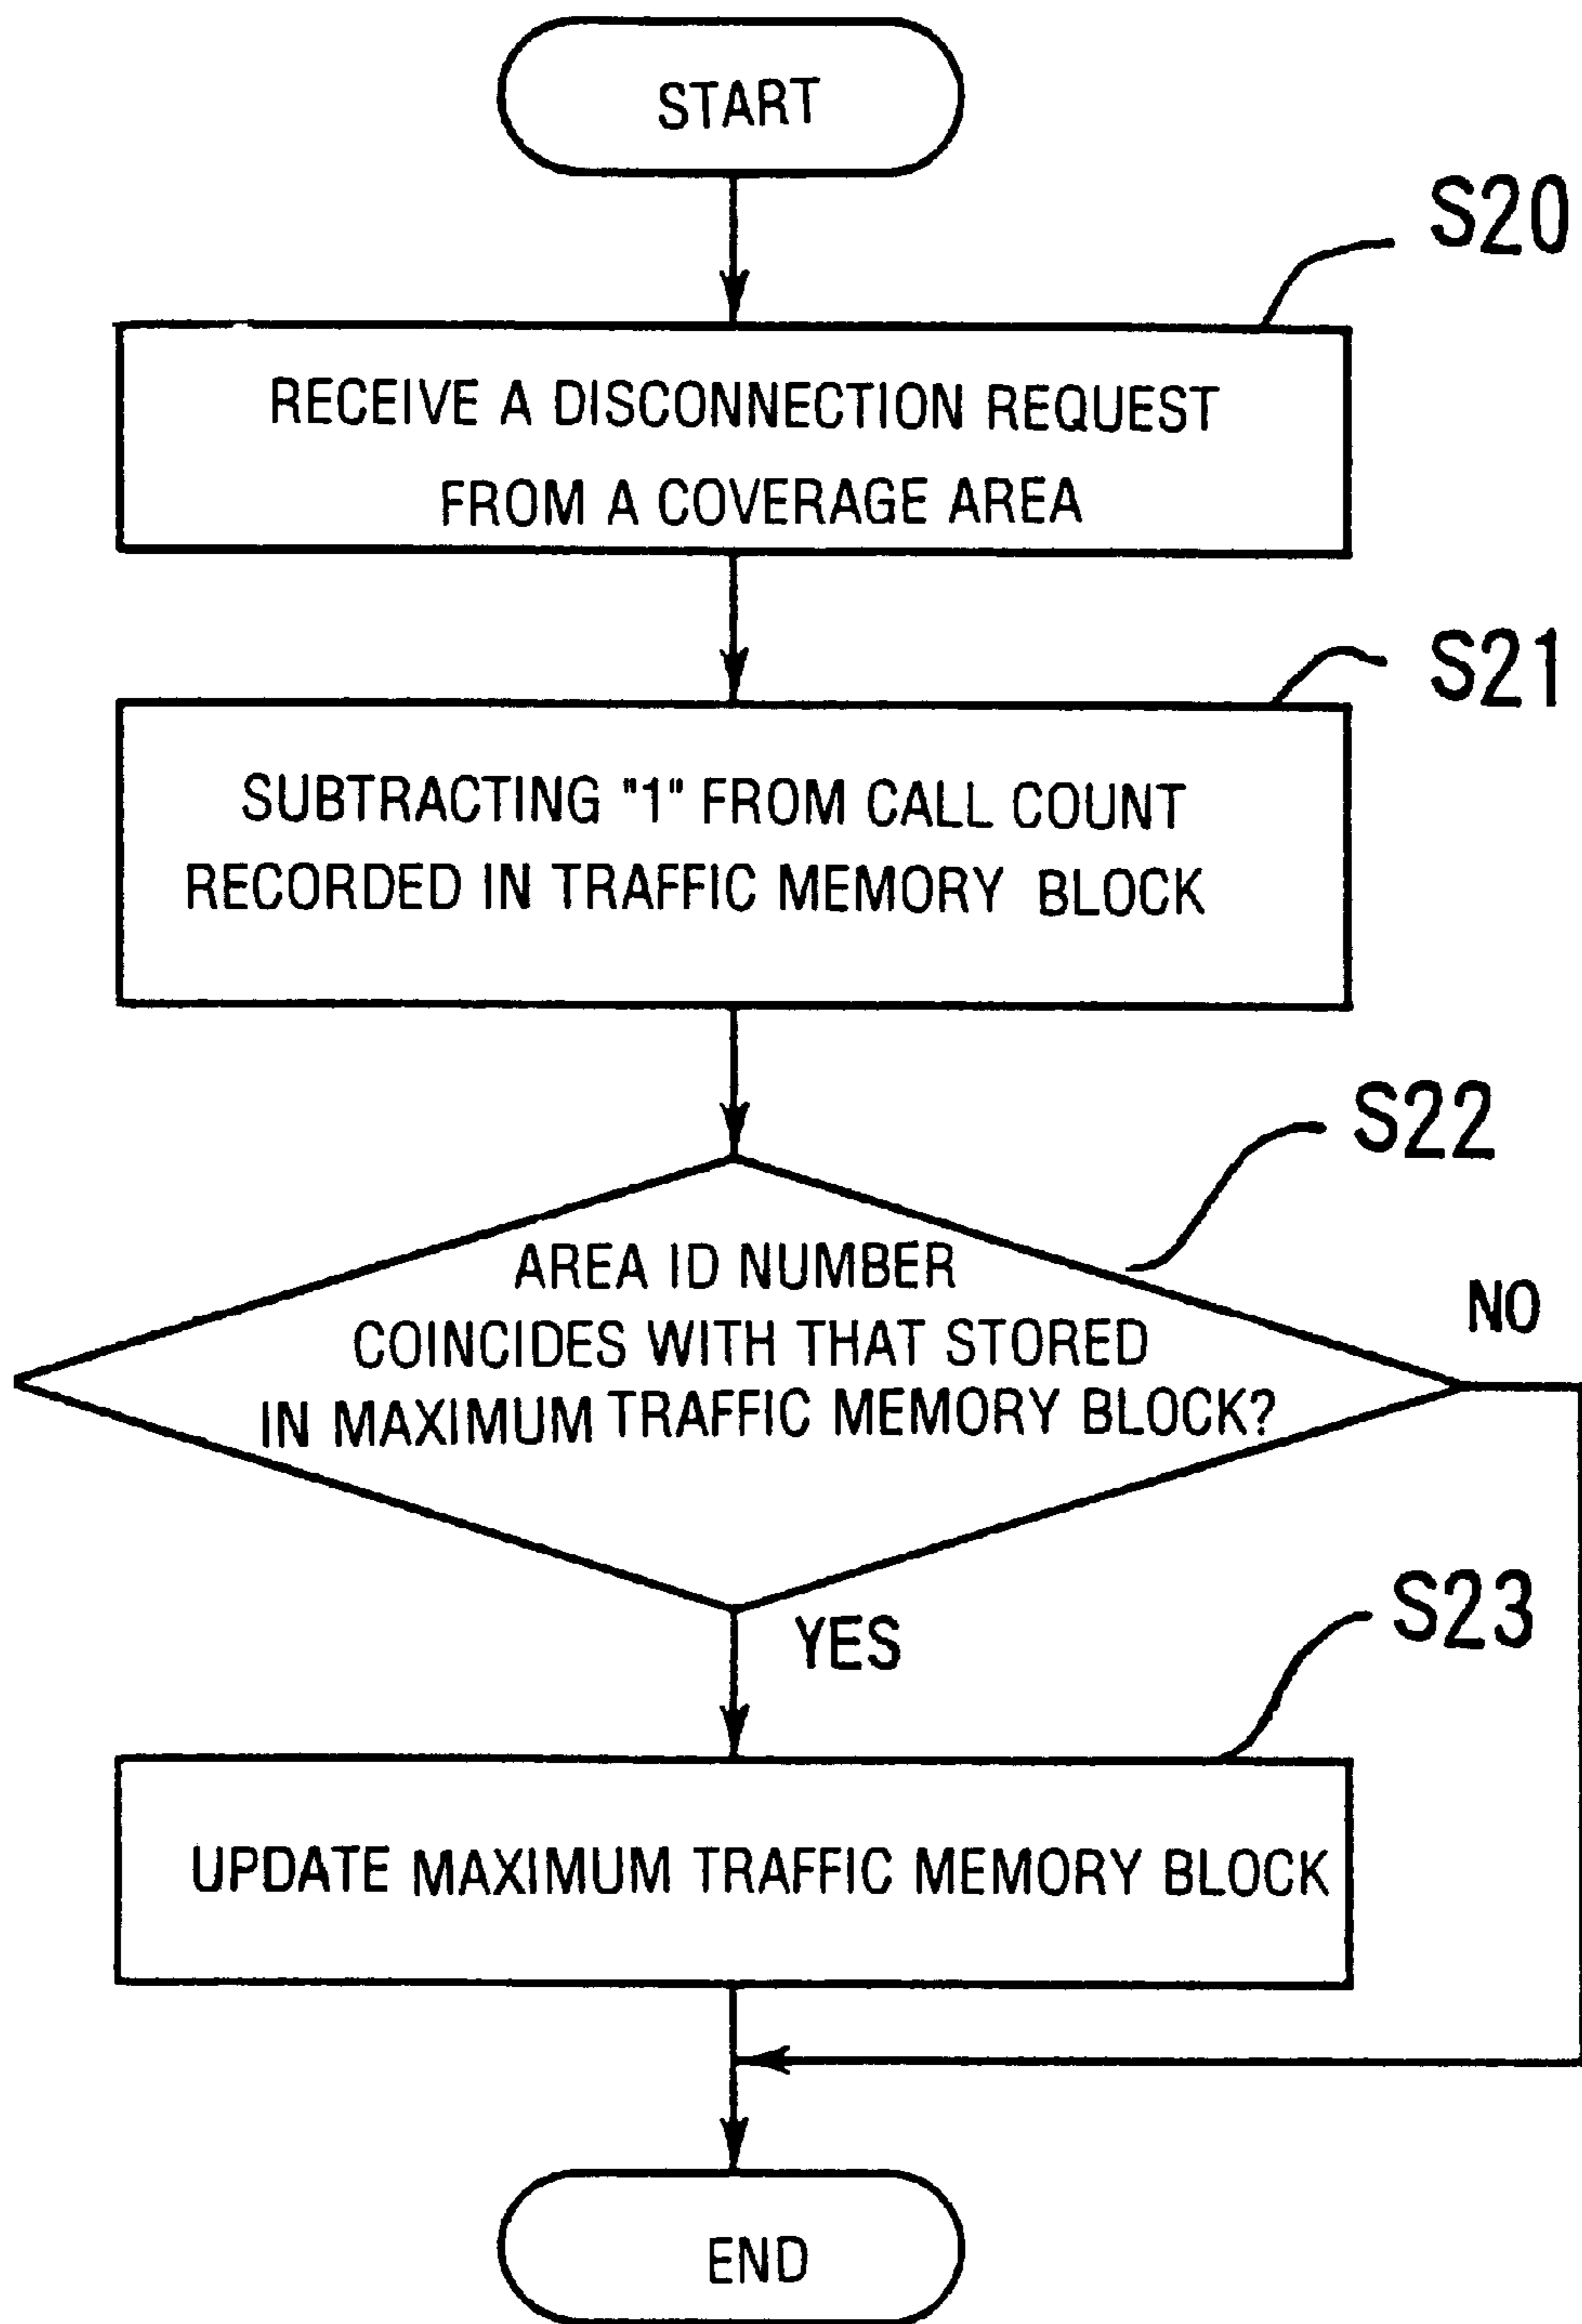 START
S20
RECEIVE A DISCONNECTION REQUEST
FROM A COVERAGE AREA
S21
SUBTRACTING "1" FROM CALL COUNT
RECORDED IN TRAFFIC MEMORY BLOCK
S22
AREA ID NUMBER
COINCIDES WITH THAT STORED
IN MAXIMUM TRAFFIC MEMORY BLOCK?
NO
YES
S23
UPDATE MAXIMUM TRAFFIC MEMORY BLOCK
END